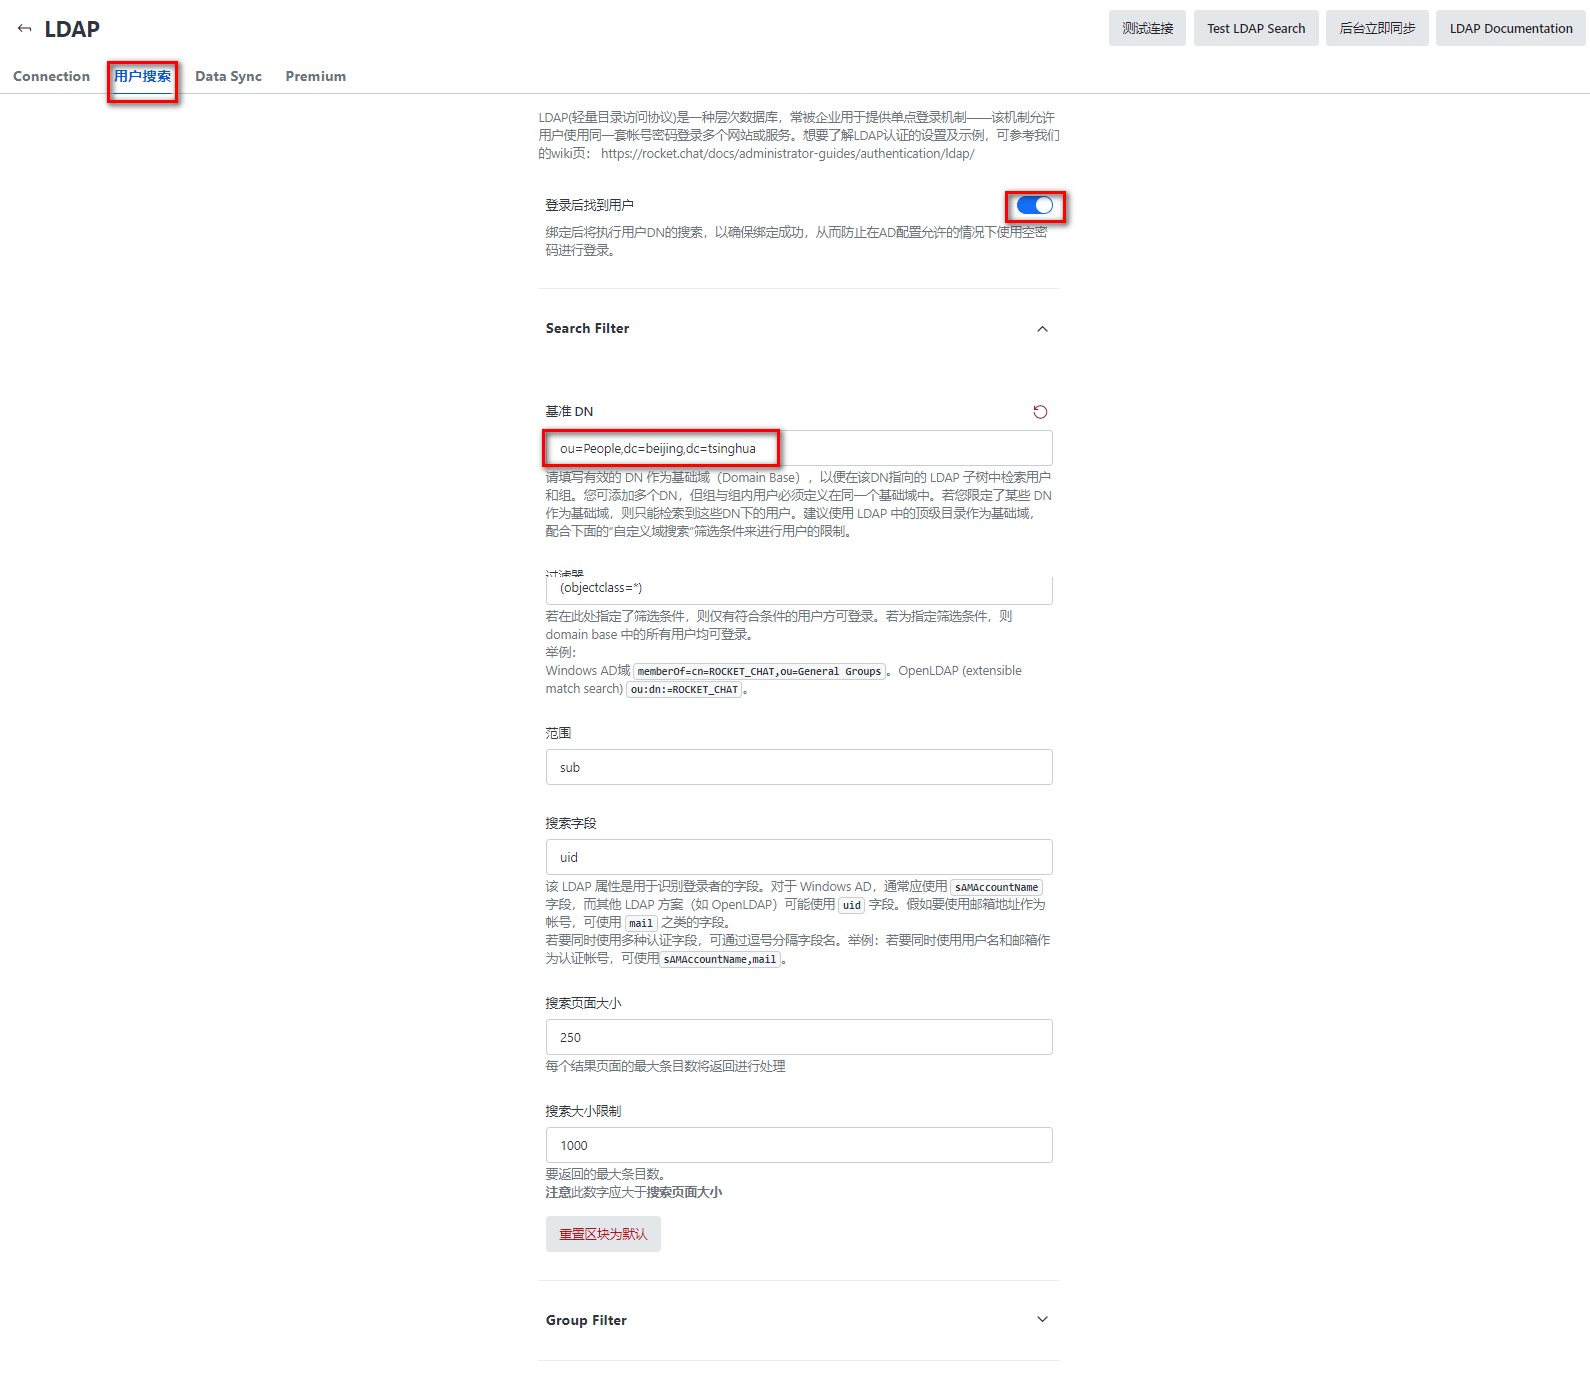 LDAP
测试连接
Test LDAP Search
后台立即同步
LDAP Documentation
Connection
用户搜索
Data Sync
Premium
LDAP(轻量目录访问协议)是一种层次数据库，常被企业用于提供单点登录机制——该机制允许
用户使用同一套帐号密码登录多个网站或服务。想要了解LDAP认证的设置及示例，可参考我们
的wiki页： https://rocket.chat/docs/administrator-guides/authentication/ldap/
登录后找到用户
绑定后将执行用户DN的搜索，以确保绑定成功，从而防止在AD配置允许的情况下使用空密
码进行登录。
Search Filter
基准 DN
ou=People,dc=beijing,dc=tsinghua
请填写有效的 DN 作为基础域（Domain Base），以便在该DN指向的 LDAP 子树中检索用户
和组。您可添加多个DN，但组与组内用户必须定义在同一个基础域中。若您限定了某些 DN
作为基础域，则只能检索到这些DN下的用户。建议使用 LDAP 中的顶级目录作为基础域，
配合下面的“自定义域搜索”筛选条件来进行用户的限制。
过滤器
(objectclass=*)
若在此处指定了筛选条件，则仅有符合条件的用户方可登录。若为指定筛选条件，则
domain base 中的所有用户均可登录。
举例：
Windows AD域 memberOf=cn=ROCKET_CHAT,ou=General Groups。OpenLDAP (extensible
match search) ou:dn:=ROCKET_CHAT。
范围
sub
搜索字段
uid
该 LDAP 属性是用于识别登录者的字段。对于 Windows AD，通常应使用 sAMAccountName
字段，而其他 LDAP 方案（如 OpenLDAP）可能使用 uid 字段。假如要使用邮箱地址作为
帐号，可使用 mail 之类的字段。
若要同时使用多种认证字段，可通过逗号分隔字段名。举例：若要同时使用用户名和邮箱作
为认证帐号，可使用sAMAccountName,mail。
搜索页面大小
250
每个结果页面的最大条目数将返回进行处理
搜索大小限制
1000
要返回的最大条目数。
注意此数字应大于搜索页面大小
重置区块为默认
Group Filter